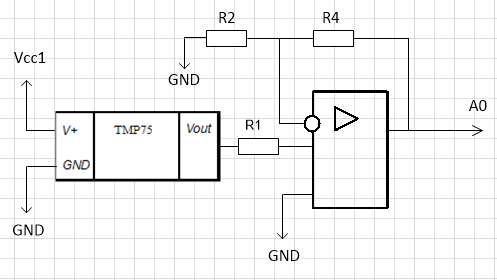 R2
R4
GND
Vcc1
V+
TMP75
Vout
R1
A0
GND
GND
GND